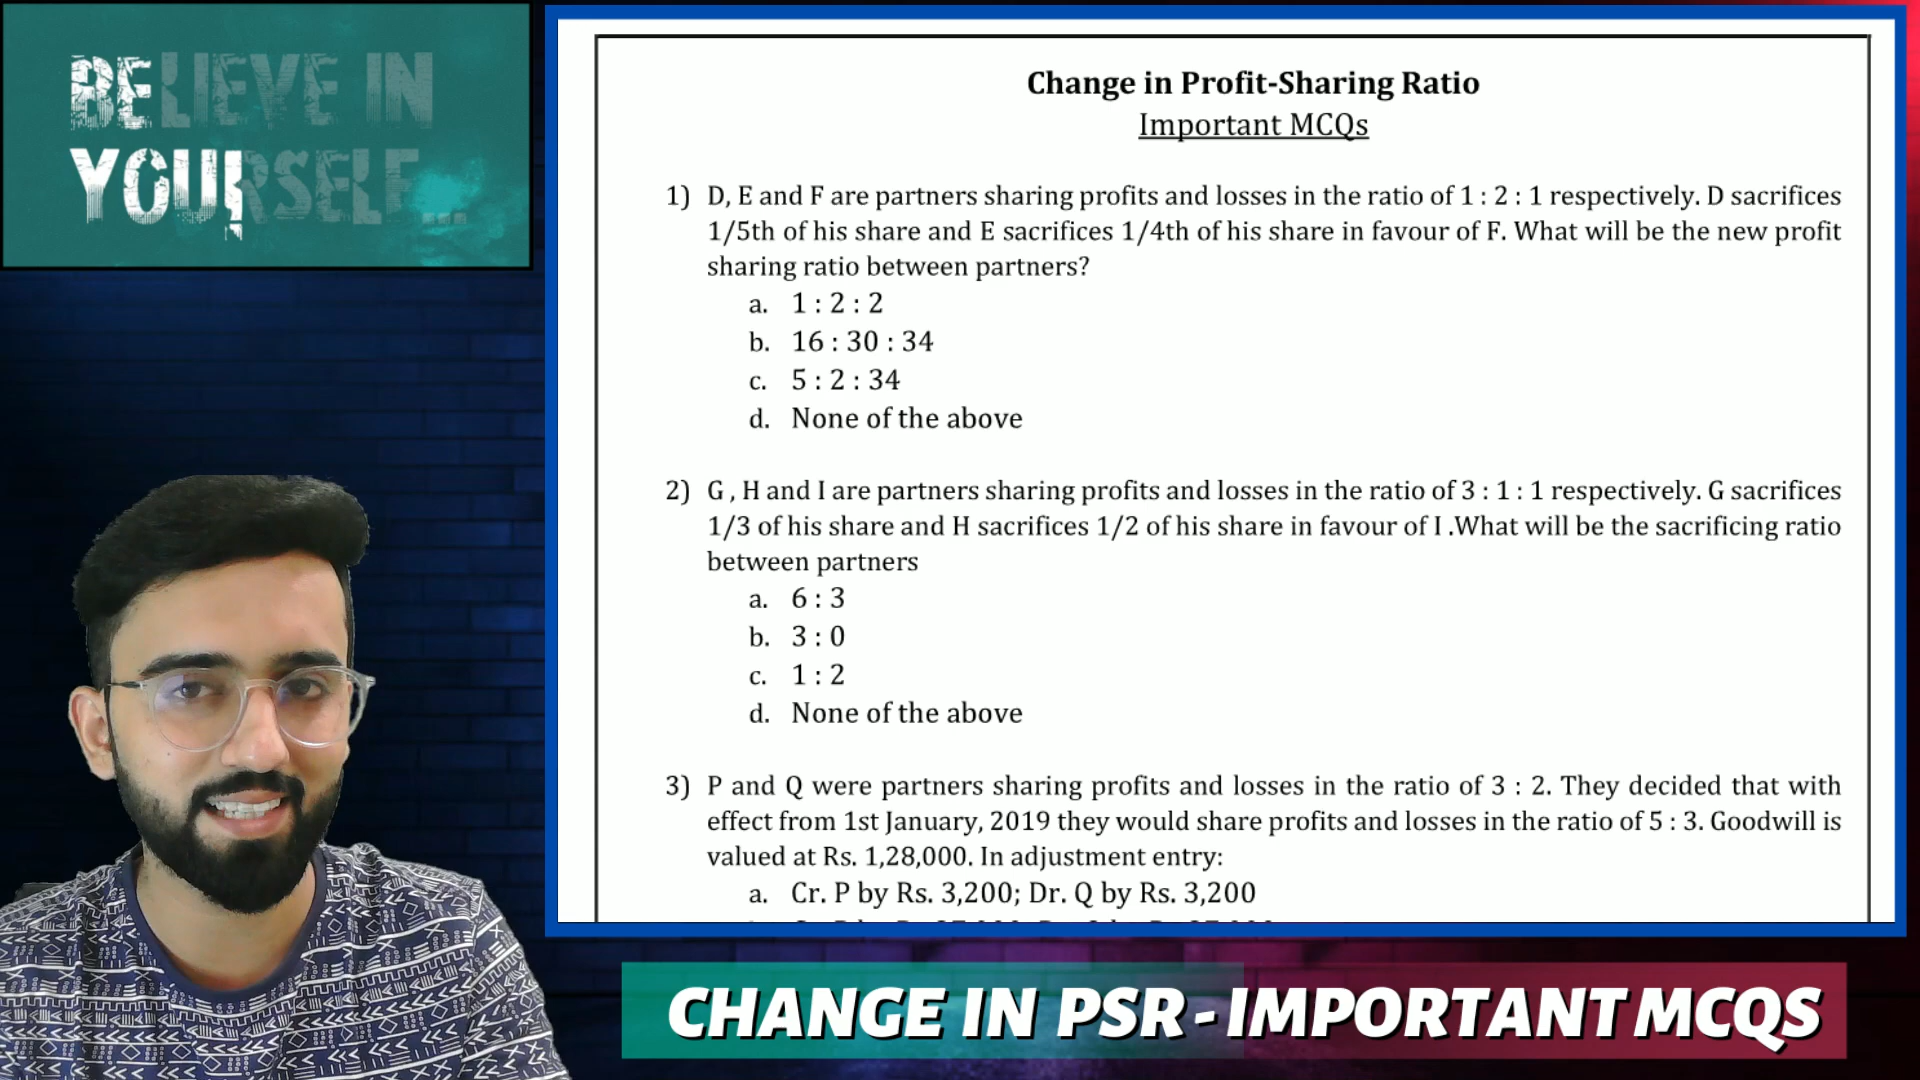 BELIEVE IN
YOURSELF...
Change in Profit-Sharing Ratio
Important MCQs
1) D, E and F are partners sharing profits and losses in the ratio of 1 : 2 : 1 respectively. D sacrifices
1/5th of his share and E sacrifices 1/4th of his share in favour of F. What will be the new profit
sharing ratio between partners?
a. 1 : 2 : 2
b. 16 : 30 : 34
c. 5 : 2 : 34
d. None of the above
2) G , H and I are partners sharing profits and losses in the ratio of 3 : 1 : 1 respectively. G sacrifices
1/3 of his share and H sacrifices 1/2 of his share in favour of I .What will be the sacrificing ratio
between partners
a. 6 : 3
b. 3 : 0
c. 1 : 2
d. None of the above
3) P and Q were partners sharing profits and losses in the ratio of 3 : 2. They decided that with
effect from 1st January, 2019 they would share profits and losses in the ratio of 5 : 3. Goodwill is
valued at Rs. 1,28,000. In adjustment entry:
a. Cr. P by Rs. 3,200; Dr. Q by Rs. 3,200
CHANGE IN PSR - IMPORTANT MCQS